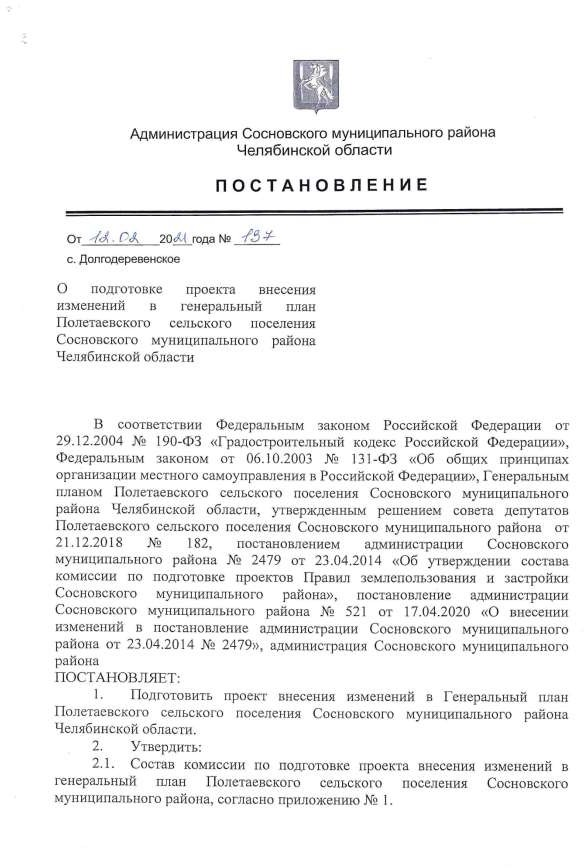 Администрация Сосновского муниципального района
Челябинской области
ПОСТАНОВЛЕНИЕ
От 12.02 2021 года № 197
с. Долгодеревенское
О подготовке проекта внесения
изменений в генеральный план
Полетаевского сельского поселения
Сосновского муниципального района
Челябинской области
В соответствии Федеральным законом Российской Федерации от
29.12.2004 № 190-ФЗ «Градостроительный кодекс Российской Федерации»,
Федеральным законом от 06.10.2003 № 131-ФЗ «Об общих принципах
организации местного самоуправления в Российской Федерации», Генеральным
планом Полетаевского сельского поселения Сосновского муниципального
района Челябинской области, утвержденным решением совета депутатов
Полетаевского сельского поселения Сосновского муниципального района от
21.12.2018 № 182, постановлением администрации Сосновского
муниципального района № 2479 от 23.04.2014 «Об утверждении состава
комиссии по подготовке проектов Правил землепользования и застройки
Сосновского муниципального района», постановление администрации
Сосновского муниципального района № 521 от 17.04.2020 «О внесении
изменений в постановление администрации Сосновского муниципального
района от 23.04.2014 № 2479», администрация Сосновского муниципального
района
ПОСТАНОВЛЯЕТ:
1. Подготовить проект внесения изменений в Генеральный план
Полетаевского сельского поселения Сосновского муниципального района
Челябинской области.
2. Утвердить:
2.1. Состав комиссии по подготовке проекта внесения изменений в
генеральный план Полетаевского сельского поселения Сосновского
муниципального района, согласно приложению № 1.